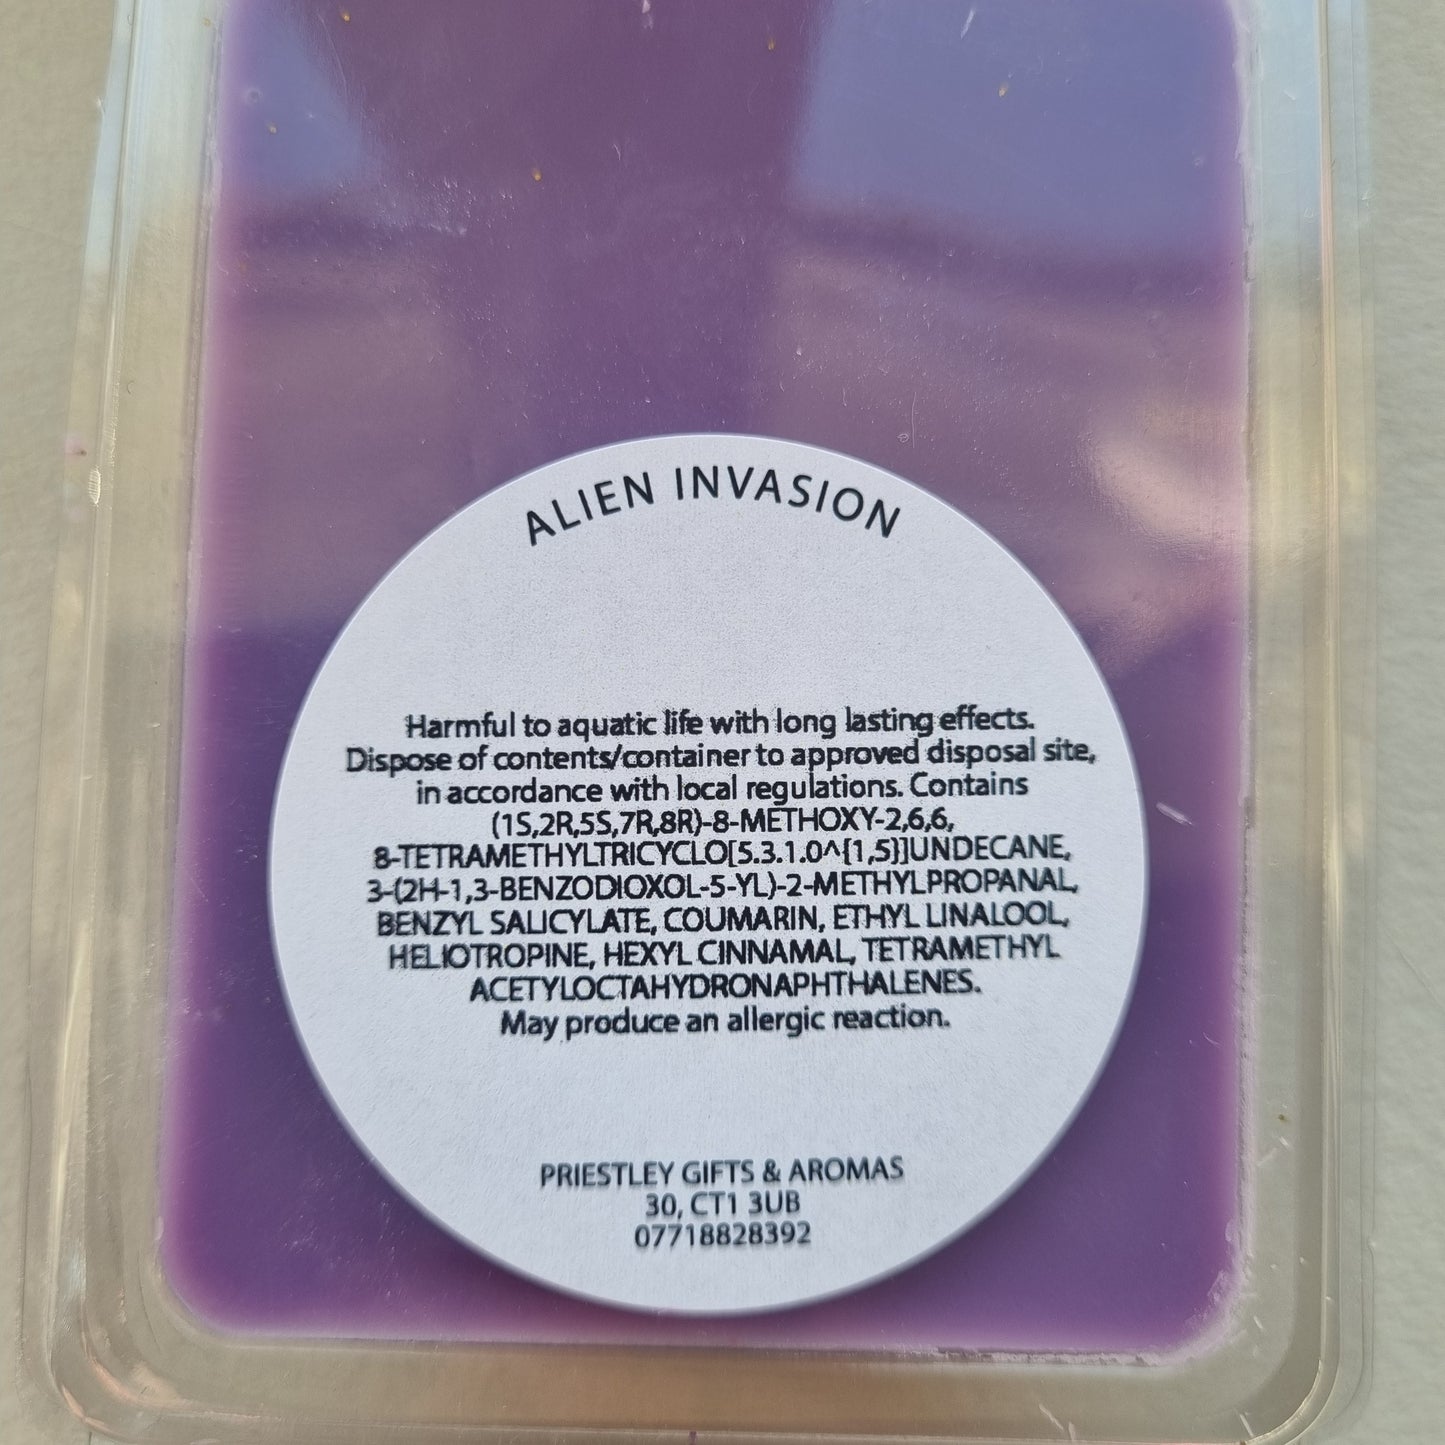 ALIEN INVASION
Harmful to aquatic life with long lasting effects.
Dispose of contents/container to approved disposal site,
in accordance with local regulations. Contains
(1S,2R,5S,7R,8R)-8-METHOXY-2,6,6,
8-TETRAMETHYLTRICYCLO[5.3.1.0^{1,5}]UNDECANE,
3-(2H-1,3-BENZODIOXOL-5-YL)-2-METHYLPROPANAL,
BENZYL SALICYLATE, COUMARIN, ETHYL LINALOOL,
HELIOTROPINE, HEXYL CINNAMAL, TETRAMETHYL
ACETYLOCTAHYDRONAPHTHALENES.
May produce an allergic reaction.
PRIESTLEY GIFTS & AROMAS
30, CT1 3UB
07718828392